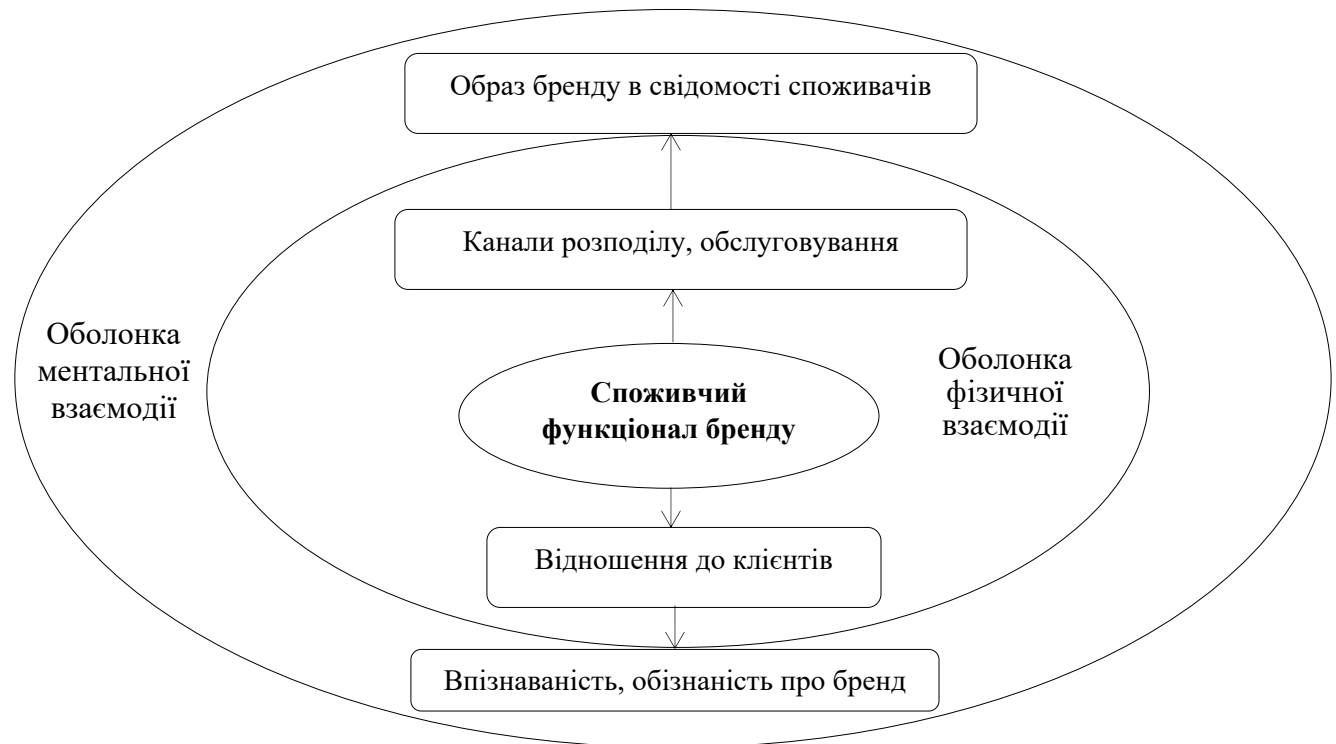 Образ бренду в свідомості споживачів
Канали розподілу, обслуговування
Оболонка
ментальної
взаємодії
Споживчий
функціонал бренду
Оболонка
фізичної
взаємодії
Відношення до клієнтів
Впізнаваність, обізнаність про бренд